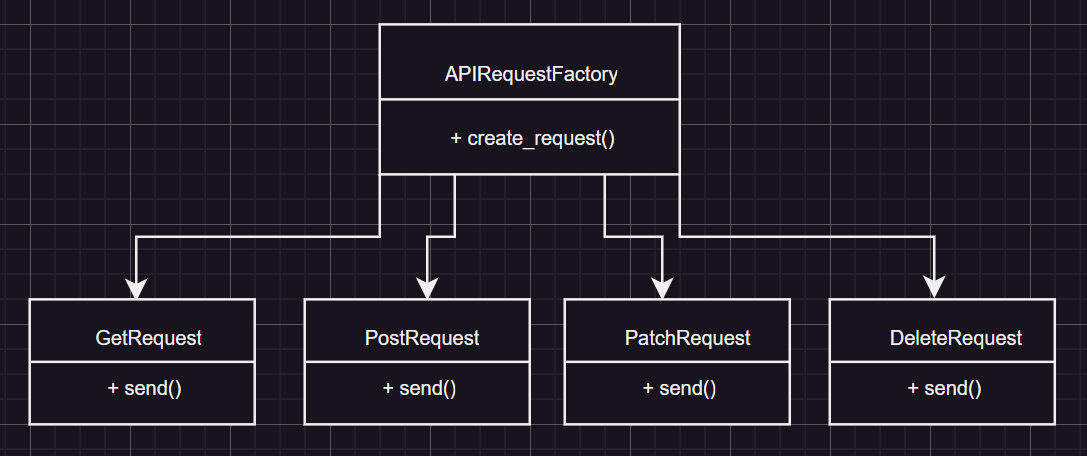 APIRequestFactory
+ create_request()
GetRequest
+ send()
PostRequest
+ send()
PatchRequest
+ send()
DeleteRequest
+ send()